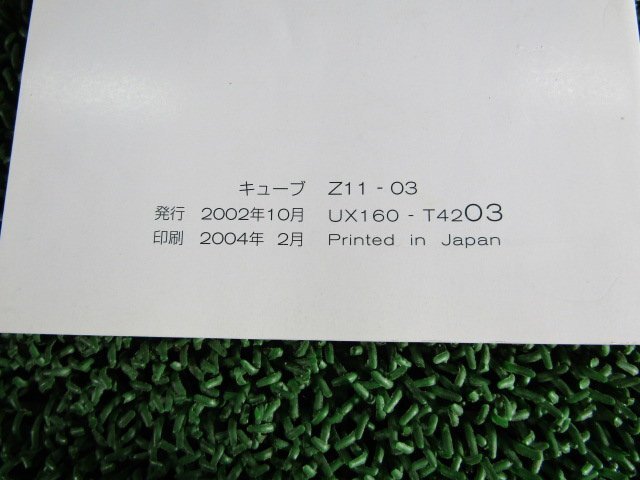 キューブ Z11 - 03
発行 2002年10月 UX160 - T4203
印刷 2004年 2月 Printed in Japan